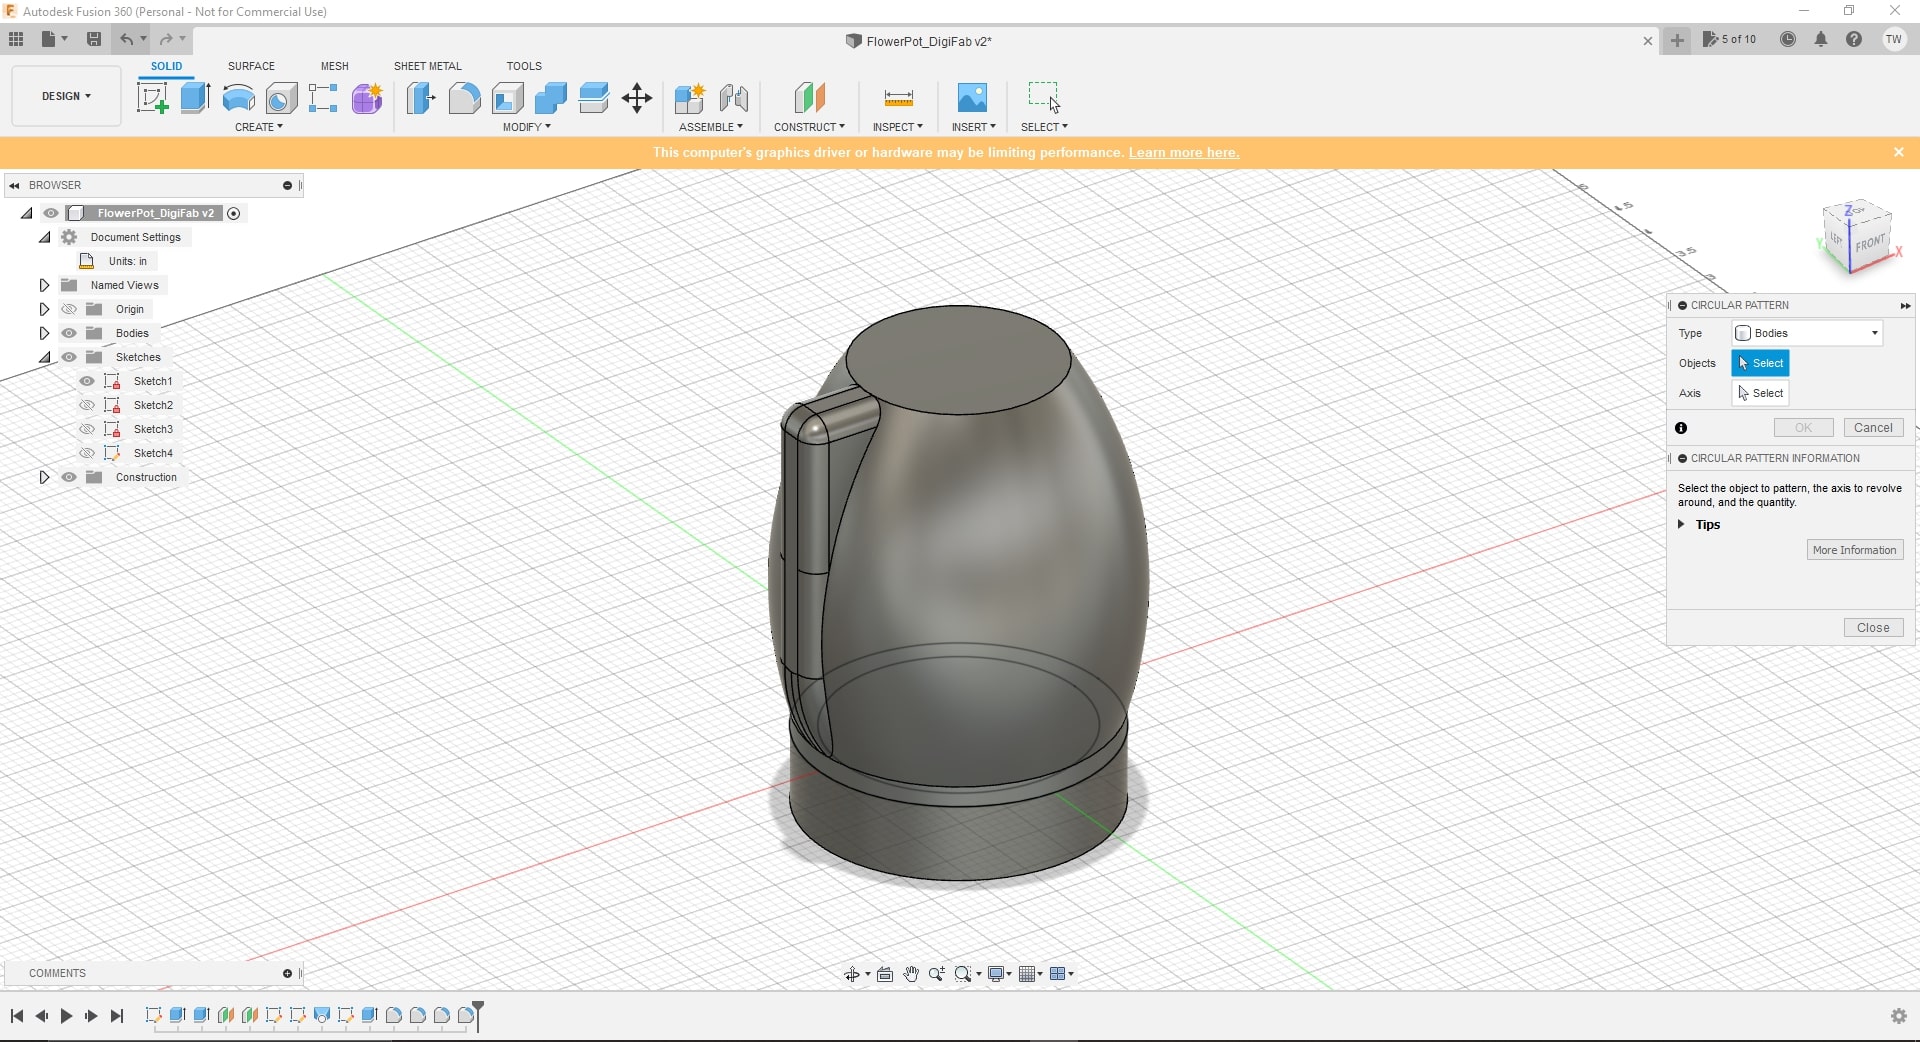 Autodesk Fusion 360 (Personal - Not for Commercial Use)
FlowerPot_DigiFab v2*
5 of 10
TW
DESIGN
SOLID
SURFACE
MESH
SHEET METAL
TOOLS
CREATE
MODIFY
ASSEMBLE
CONSTRUCT
INSPECT
INSERT
SELECT
This computer's graphics driver or hardware may be limiting performance. Learn more here.
BROWSER
FlowerPot_DigiFab v2
Document Settings
Units: in
Named Views
Origin
Bodies
Sketches
Sketch1
Sketch2
Sketch3
Sketch4
Construction
Z
LEFT
FRONT
Y
X
CIRCULAR PATTERN
Type
Bodies
Objects
Select
Axis
Select
OK
Cancel
CIRCULAR PATTERN INFORMATION
Select the object to pattern, the axis to revolve
around, and the quantity.
Tips
More Information
Close
COMMENTS